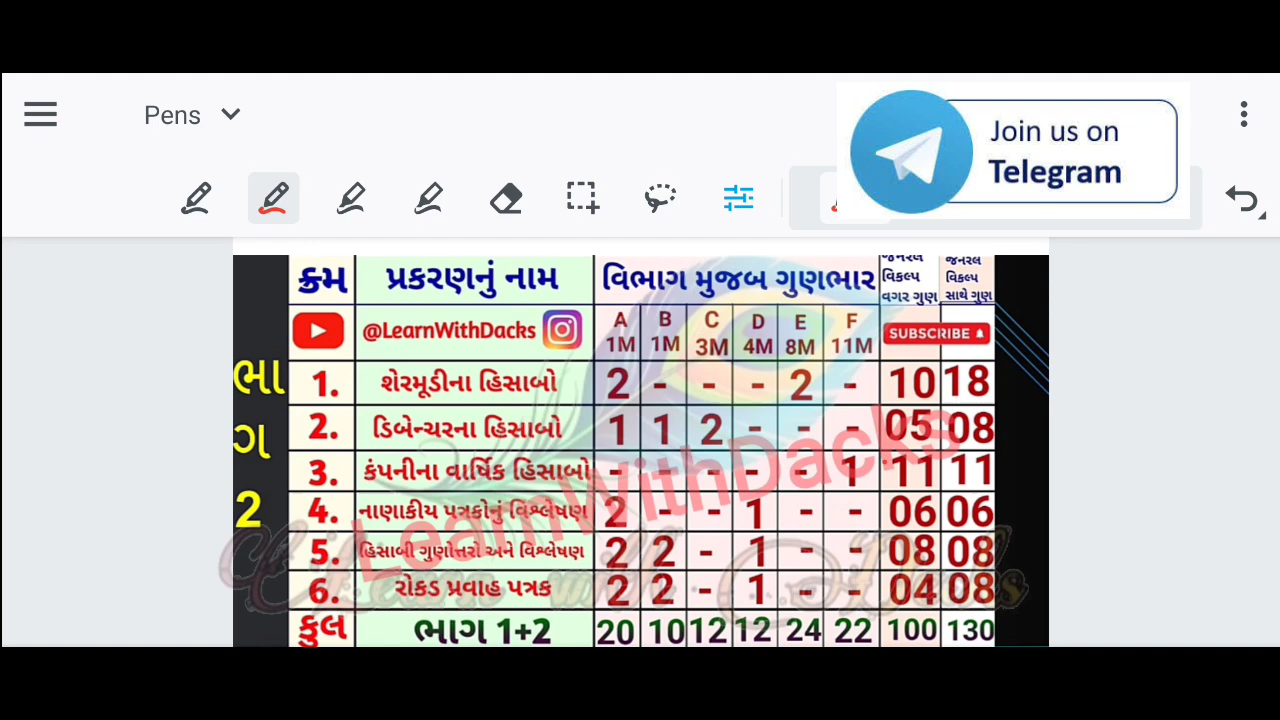 Pens
Join us on
Telegram
ક્રમ પ્રકરણનું નામ વિભાગ મુજબ ગુણભાર જનરલ વિકલ્પ વગર ગુણ જનરલ વિકલ્પ સાથે ગુણ
@LearnWithDacks A 1M B 1M C 3M D 4M E 8M F 11M SUBSCRIBE
ભાગ 2
1. શેરમૂડીના હિસાબો 2 - - - 2 - 10 18
2. ડિબેન્ચરના હિસાબો 1 1 2 - - - 05 08
3. કંપનીના વાર્ષિક હિસાબો - - - - - 1 11 11
4. નાણાકીય પત્રકોનું વિશ્લેષણ 2 - - 1 - - 06 06
5. હિસાબી ગુણોત્તરો અને વિશ્લેષણ 2 2 - 1 - - 08 08
6. રોકડ પ્રવાહ પત્રક 2 2 - 1 - - 04 08
કુલ ભાગ 1+2 20 10 12 12 24 22 100 130
LearnWithDacks